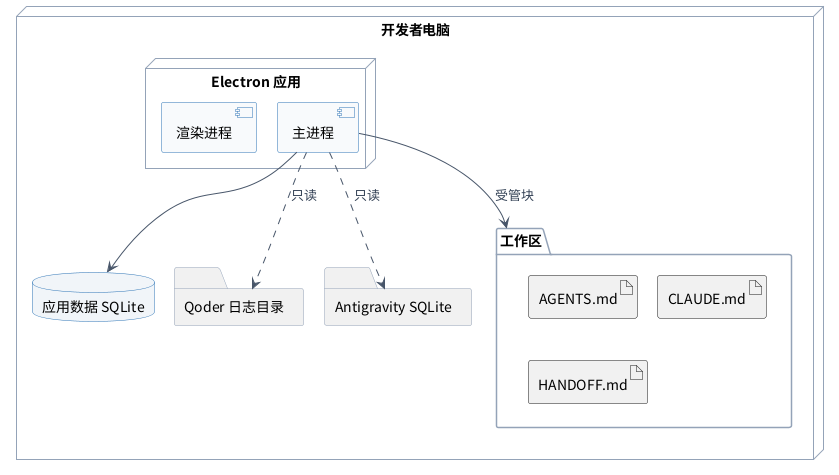 开发者电脑
Electron 应用
渲染进程
主进程
只读
只读
受管块
工作区
应用数据 SQLite
Qoder 日志目录
Antigravity SQLite
AGENTS.md
CLAUDE.md
HANDOFF.md